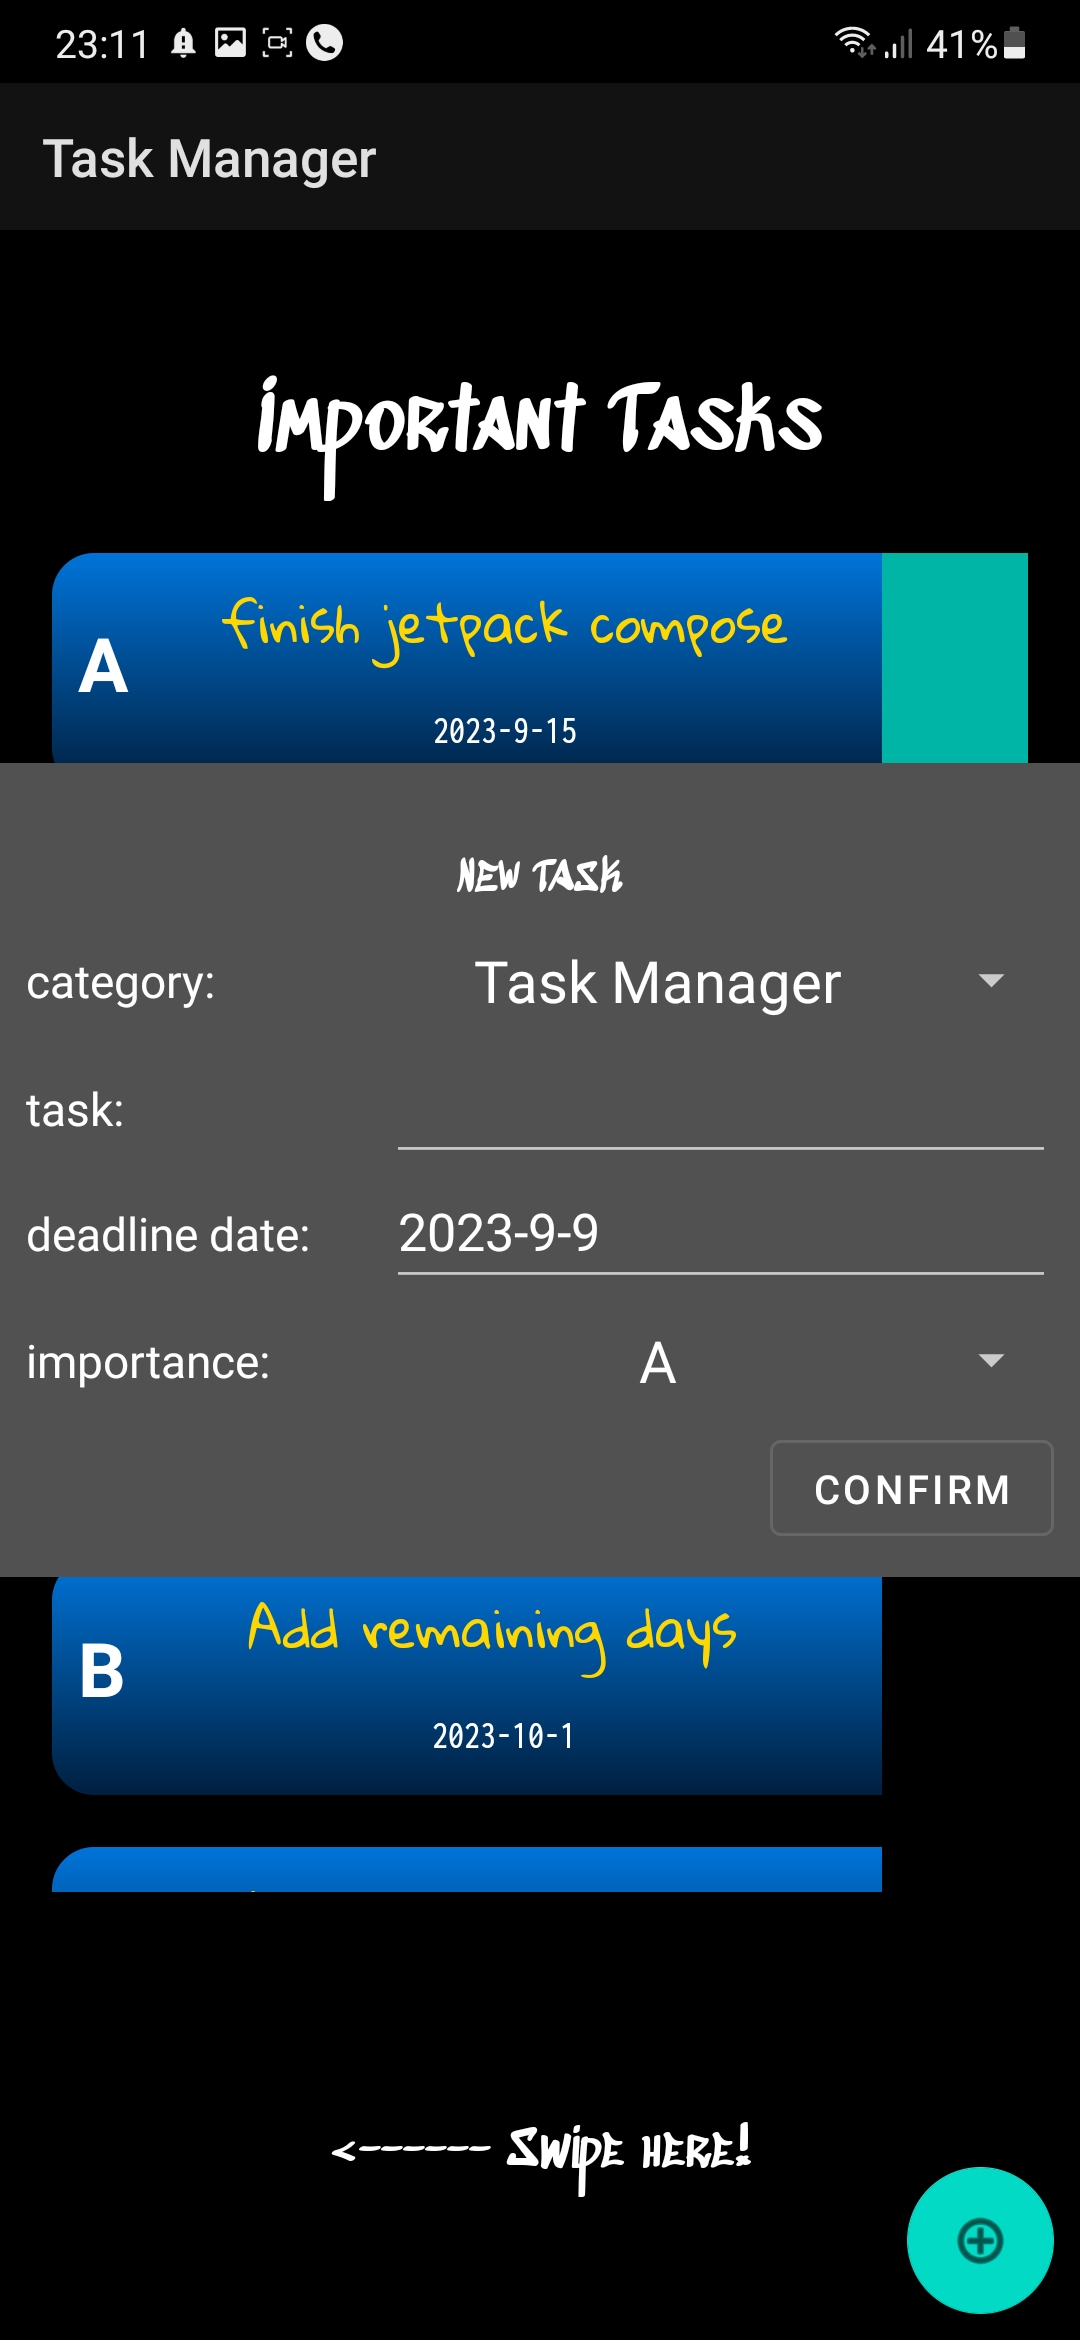 23:11 41%
Task Manager
Important Tasks
A
finish jetpack compose
2023-9-15
NEW TASK
category: Task Manager
task:
deadline date: 2023-9-9
importance: A
CONFIRM
B
Add remaining days
2023-10-1
<------ Swipe HERE!